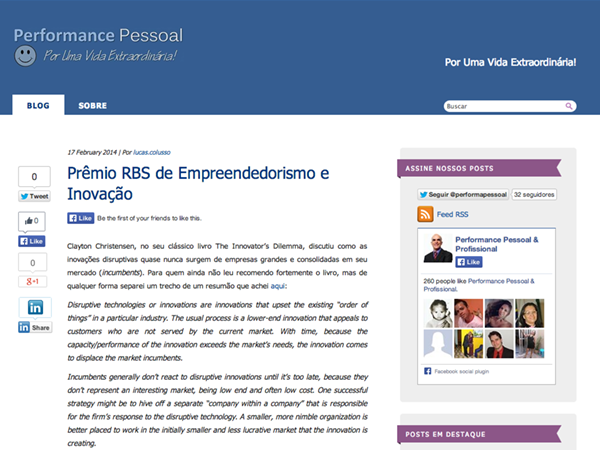 Performance Pessoal
Por Uma Vida Extraordinária!
Por Uma Vida Extraordinária!
BLOG
SOBRE
Buscar
0
Tweet
0
Like
0
+1
Share
17 February 2014 | Por lucas.colusso
Prêmio RBS de Empreendedorismo e
Inovação
Like
Be the first of your friends to like this.
Clayton Christensen, no seu clássico livro The Innovator's Dilemma, discutiu como as
inovações disruptivas quase nunca surgem de empresas grandes e consolidadas em seu
mercado (incumbents). Para quem ainda não leu recomendo fortemente o livro, mas de
qualquer forma separei um trecho de um resumão que achei aqui:
Disruptive technologies or innovations are innovations that upset the existing "order of
things" in a particular industry. The usual process is a lower-end innovation that appeals to
customers who are not served by the current market. With time, because the
capacity/performance of the innovation exceeds the market's needs, the innovation comes
to displace the market incumbents.
Incumbents generally don't react to disruptive innovations until it's too late, because they
don't represent an interesting market, being low end and often low cost. One successful
strategy might be to hive off a separate "company within a company" that is responsible
for the firm's response to the disruptive technology. A smaller, more nimble organization is
better placed to work in the initially smaller and less lucrative market that the innovation is
creating.
ASSINE NOSSOS POSTS
Seguir @performapessoal
32 seguidores
Feed RSS
Performance Pessoal &
Profissional
Like
260 people like Performance Pessoal &
Profissional.
Facebook social plugin
POSTS EM DESTAQUE